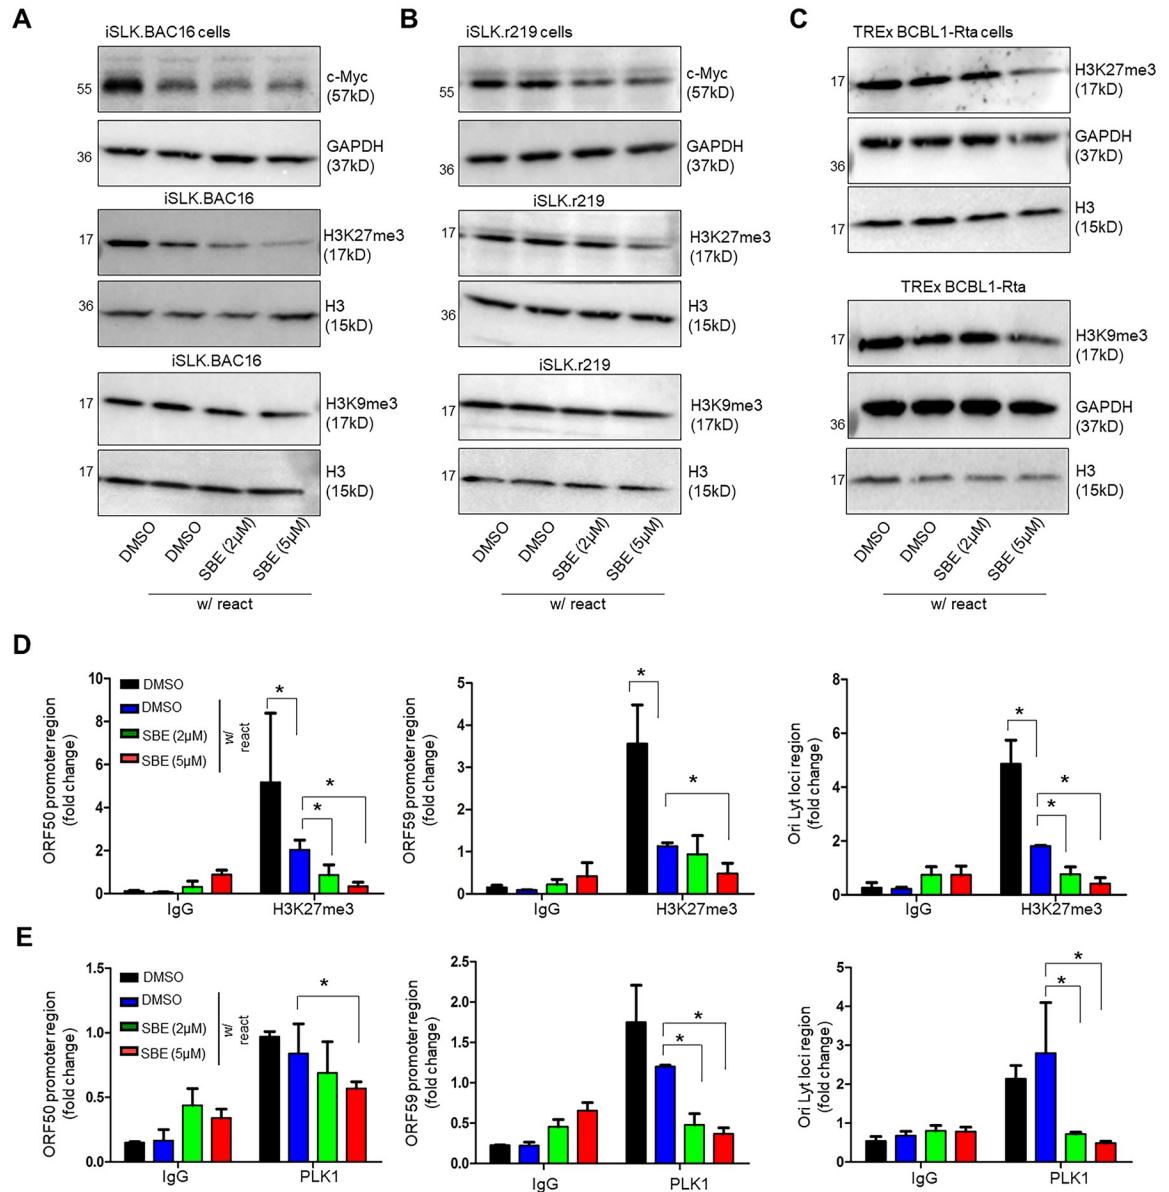 A
iSLK.BAC16 cells
55
c-Myc
(57kD)
36
GAPDH
(37kD)
iSLK.BAC16
17
H3K27me3
(17kD)
36
H3
(15kD)
iSLK.BAC16
17
H3K9me3
(17kD)
17
H3
(15kD)
DMSO
DMSO
SBE (2µM)
SBE (5µM)
w/ react
B
iSLK.r219 cells
55
c-Myc
(57kD)
36
GAPDH
(37kD)
iSLK.r219
17
H3K27me3
(17kD)
36
H3
(15kD)
iSLK.r219
17
H3K9me3
(17kD)
17
H3
(15kD)
DMSO
DMSO
SBE (2µM)
SBE (5µM)
w/ react
C
TREx BCBL1-Rta cells
17
H3K27me3
(17kD)
36
GAPDH
(37kD)
17
H3
(15kD)
TREx BCBL1-Rta
17
H3K9me3
(17kD)
36
GAPDH
(37kD)
17
H3
(15kD)
DMSO
DMSO
SBE (2µM)
SBE (5µM)
w/ react
D
ORF50 promoter region
(fold change)
10
8
6
4
2
0
DMSO
DMSO
SBE (2µM)
SBE (5µM)
w/
react
*
*
*
IgG
H3K27me3
ORF59 promoter region
(fold change)
5
4
3
2
1
0
*
*
IgG
H3K27me3
Ori Lyt loci region
(fold change)
8
6
4
2
0
*
*
*
IgG
H3K27me3
E
ORF50 promoter region
(fold change)
1.5
1.0
0.5
0.0
DMSO
DMSO
SBE (2µM)
SBE (5µM)
w/
react
*
IgG
PLK1
ORF59 promoter region
(fold change)
2.5
2.0
1.5
1.0
0.5
0.0
*
*
IgG
PLK1
Ori Lyt loci region
(fold change)
5
4
3
2
1
0
*
*
IgG
PLK1